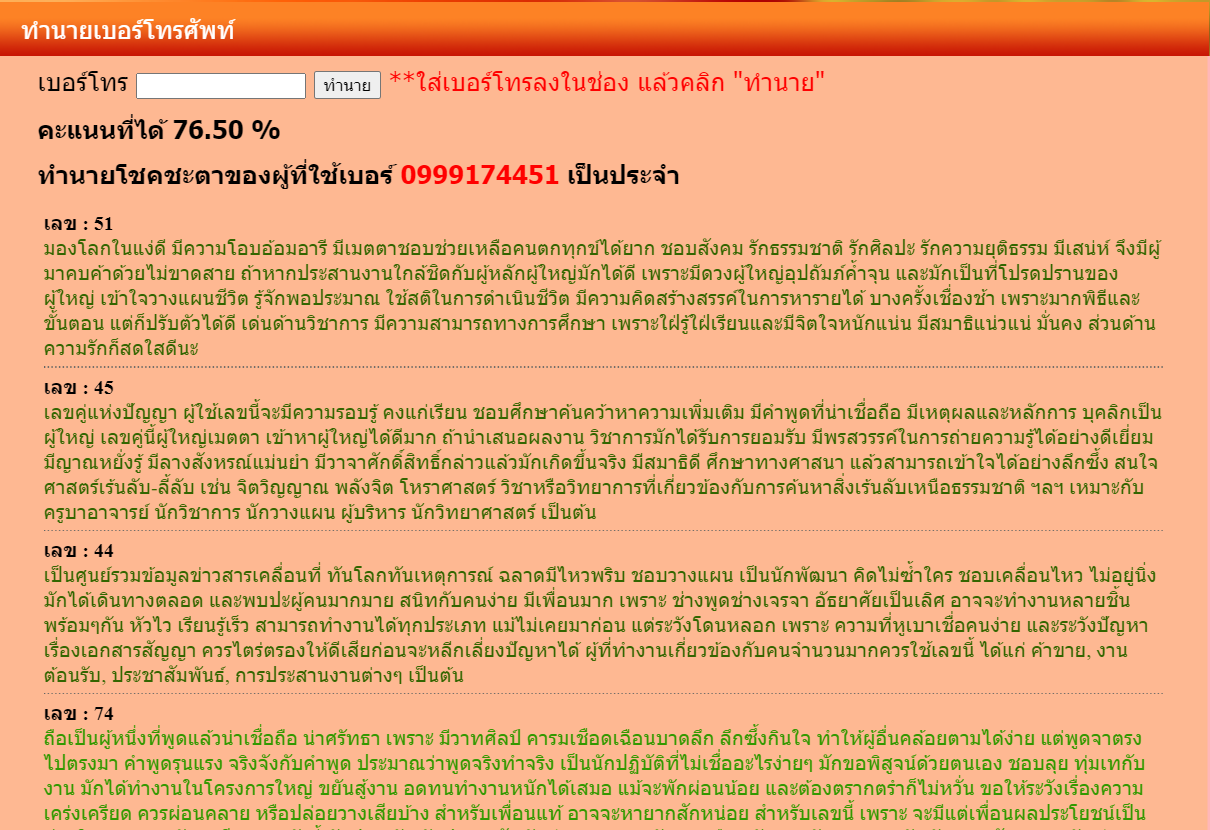 ทำนายเบอร์โทรศัพท์
เบอร์โทร ทำนาย **ใส่เบอร์โทรลงในช่อง แล้วคลิก "ทำนาย"
คะแนนที่ได้ 76.50 %
ทำนายโชคชะตาของผู้ที่ใช้เบอร์ 0999174451 เป็นประจำ
เลข : 51
มองโลกในแง่ดี มีความโอบอ้อมอารี มีเมตตาชอบช่วยเหลือคนตกทุกข์ได้ยาก ชอบสังคม รักธรรมชาติ รักศิลปะ รักความยุติธรรม มีเสน่ห์ จึงมีผู้
มาคบค้าด้วยไม่ขาดสาย ถ้าหากประสานงานใกล้ชิดกับผู้หลักผู้ใหญ่มักได้ดี เพราะมีดวงผู้ใหญ่อุปถัมภ์ค้ำจุน และมักเป็นที่โปรดปรานของ
ผู้ใหญ่ เข้าใจวางแผนชีวิต รู้จักพอประมาณ ใช้สติในการดำเนินชีวิต มีความคิดสร้างสรรค์ในการหารายได้ บางครั้งเชื่องช้า เพราะมากพิธีและ
ขั้นตอน แต่ก็ปรับตัวได้ดี เด่นด้านวิชาการ มีความสามารถทางการศึกษา เพราะใฝ่รู้ใฝ่เรียนและมีจิตใจหนักแน่น มีสมาธิแน่วแน่ มั่นคง ส่วนด้าน
ความรักก็สดใสดีนะ
เลข : 45
เลขคู่แห่งปัญญา ผู้ใช้เลขนี้จะมีความรอบรู้ คงแก่เรียน ชอบศึกษาค้นคว้าหาความเพิ่มเติม มีคำพูดที่น่าเชื่อถือ มีเหตุผลและหลักการ บุคลิกเป็น
ผู้ใหญ่ เลขคู่นี้ผู้ใหญ่เมตตา เข้าหาผู้ใหญ่ได้ดีมาก ถ้านำเสนอผลงาน วิชาการมักได้รับการยอมรับ มีพรสวรรค์ในการถ่ายความรู้ได้อย่างดีเยี่ยม
มีญาณหยั่งรู้ มีลางสังหรณ์แม่นยำ มีวาจาศักดิ์สิทธิ์กล่าวแล้วมักเกิดขึ้นจริง มีสมาธิดี ศึกษาทางศาสนา แล้วสามารถเข้าใจได้อย่างลึกซึ้ง สนใจ
ศาสตร์เร้นลับ-ลี้ลับ เช่น จิตวิญญาณ พลังจิต โหราศาสตร์ วิชาหรือวิทยาการที่เกี่ยวข้องกับการค้นหาสิ่งเร้นลับเหนือธรรมชาติ ฯลฯ เหมาะกับ
ครูบาอาจารย์ นักวิชาการ นักวางแผน ผู้บริหาร นักวิทยาศาสตร์ เป็นต้น
เลข : 44
เป็นศูนย์รวมข้อมูลข่าวสารเคลื่อนที่ ทันโลกทันเหตุการณ์ ฉลาดมีไหวพริบ ชอบวางแผน เป็นนักพัฒนา คิดไม่ซ้ำใคร ชอบเคลื่อนไหว ไม่อยู่นิ่ง
มักได้เดินทางตลอด และพบปะผู้คนมากมาย สนิทกับคนง่าย มีเพื่อนมาก เพราะ ช่างพูดช่างเจรจา อัธยาศัยเป็นเลิศ อาจจะทำงานหลายชิ้น
พร้อมๆกัน หัวไว เรียนรู้เร็ว สามารถทำงานได้ทุกประเภท แม้ไม่เคยมาก่อน แต่ระวังโดนหลอก เพราะ ความที่หูเบาเชื่อคนง่าย และระวังปัญหา
เรื่องเอกสารสัญญา ควรไตร่ตรองให้ดีเสียก่อนจะหลีกเลี่ยงปัญหาได้ ผู้ที่ทำงานเกี่ยวข้องกับคนจำนวนมากควรใช้เลขนี้ ได้แก่ ค้าขาย, งาน
ต้อนรับ, ประชาสัมพันธ์, การประสานงานต่างๆ เป็นต้น
เลข : 74
ถือเป็นผู้หนึ่งที่พูดแล้วน่าเชื่อถือ น่าศรัทธา เพราะ มีวาทศิลป์ คารมเชือดเฉือนบาดลึก ลึกซึ้งกินใจ ทำให้ผู้อื่นคล้อยตามได้ง่าย แต่พูดจาตรง
ไปตรงมา คำพูดรุนแรง จริงจังกับคำพูด ประมาณว่าพูดจริงทำจริง เป็นนักปฏิบัติที่ไม่เชื่ออะไรง่ายๆ มักขอพิสูจน์ด้วยตนเอง ชอบลุย ทุ่มเทกับ
งาน มักได้ทำงานในโครงการใหญ่ ขยันสู้งาน อดทนทำงานหนักได้เสมอ แม้จะพักผ่อนน้อย และต้องตรากตรำก็ไม่หวั่น ขอให้ระวังเรื่องความ
เคร่งเครียด ควรผ่อนคลาย หรือปล่อยวางเสียบ้าง สำหรับเพื่อนแท้ อาจจะหายากสักหน่อย สำหรับเลขนี้ เพราะ จะมีแต่เพื่อนผลประโยชน์เป็น